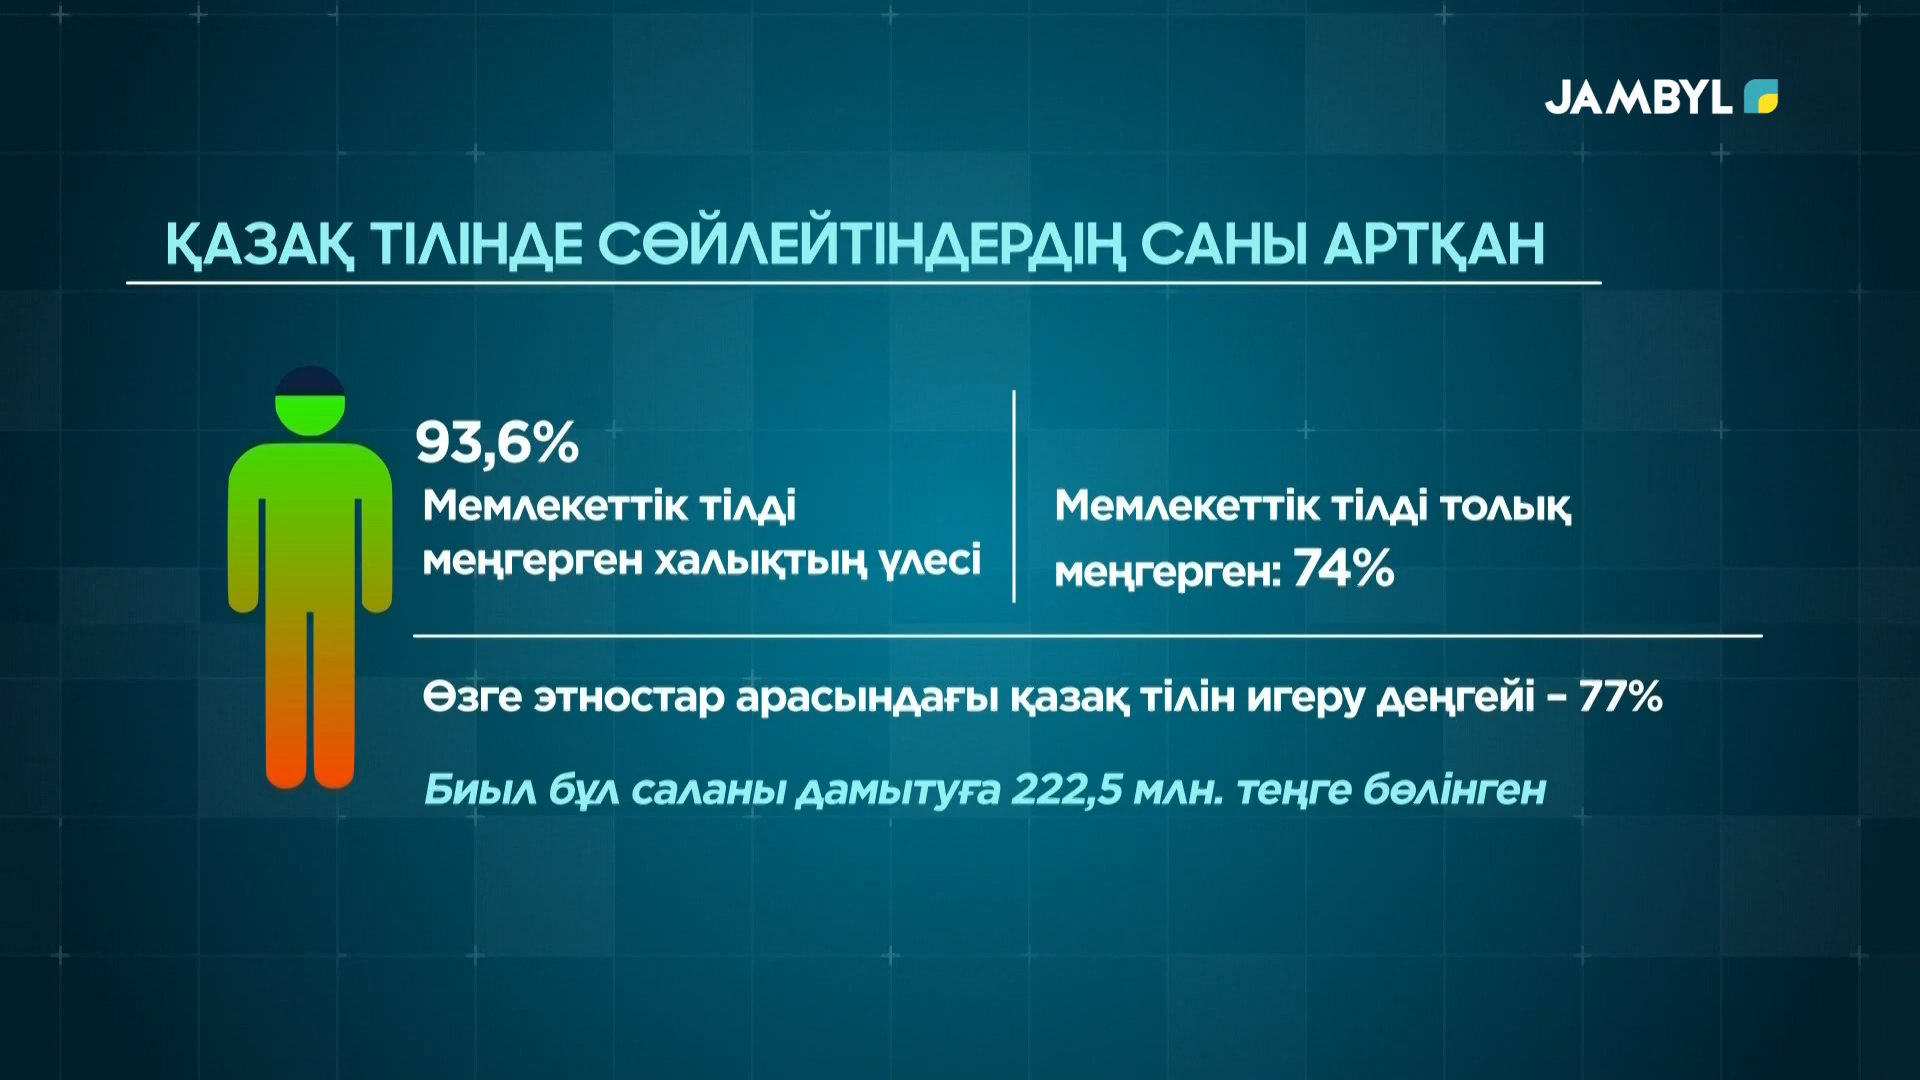 JAMBYL
ҚАЗАҚ ТІЛІНДЕ СӨЙЛЕЙТІНДЕРДІҢ САНЫ АРТҚАН
93,6%
Мемлекеттік тілді
меңгерген халықтың үлесі
Мемлекеттік тілді толық
меңгерген: 74%
Өзге этностар арасындағы қазақ тілін игеру деңгейі – 77%
Биыл бұл саланы дамытуға 222,5 млн. теңге бөлінген